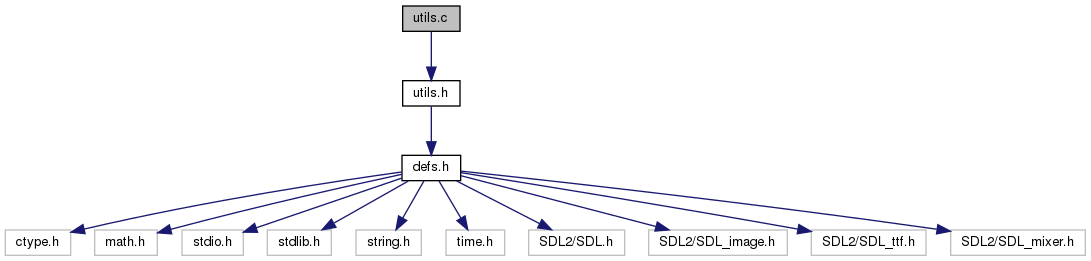 utils.c
utils.h
defs.h
ctype.h
math.h
stdio.h
stdlib.h
string.h
time.h
SDL2/SDL.h
SDL2/SDL_image.h
SDL2/SDL_ttf.h
SDL2/SDL_mixer.h